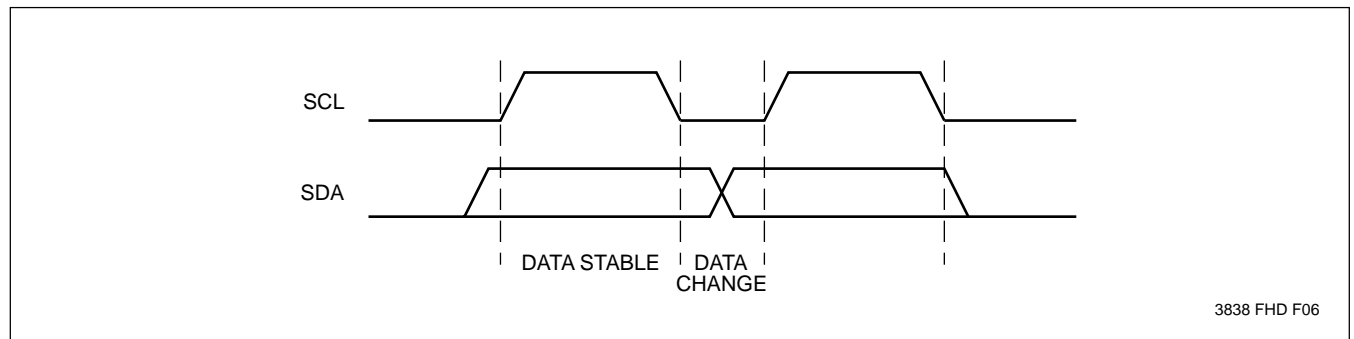 SCL
SDA
DATA STABLE
DATA
CHANGE
3838 FHD F06